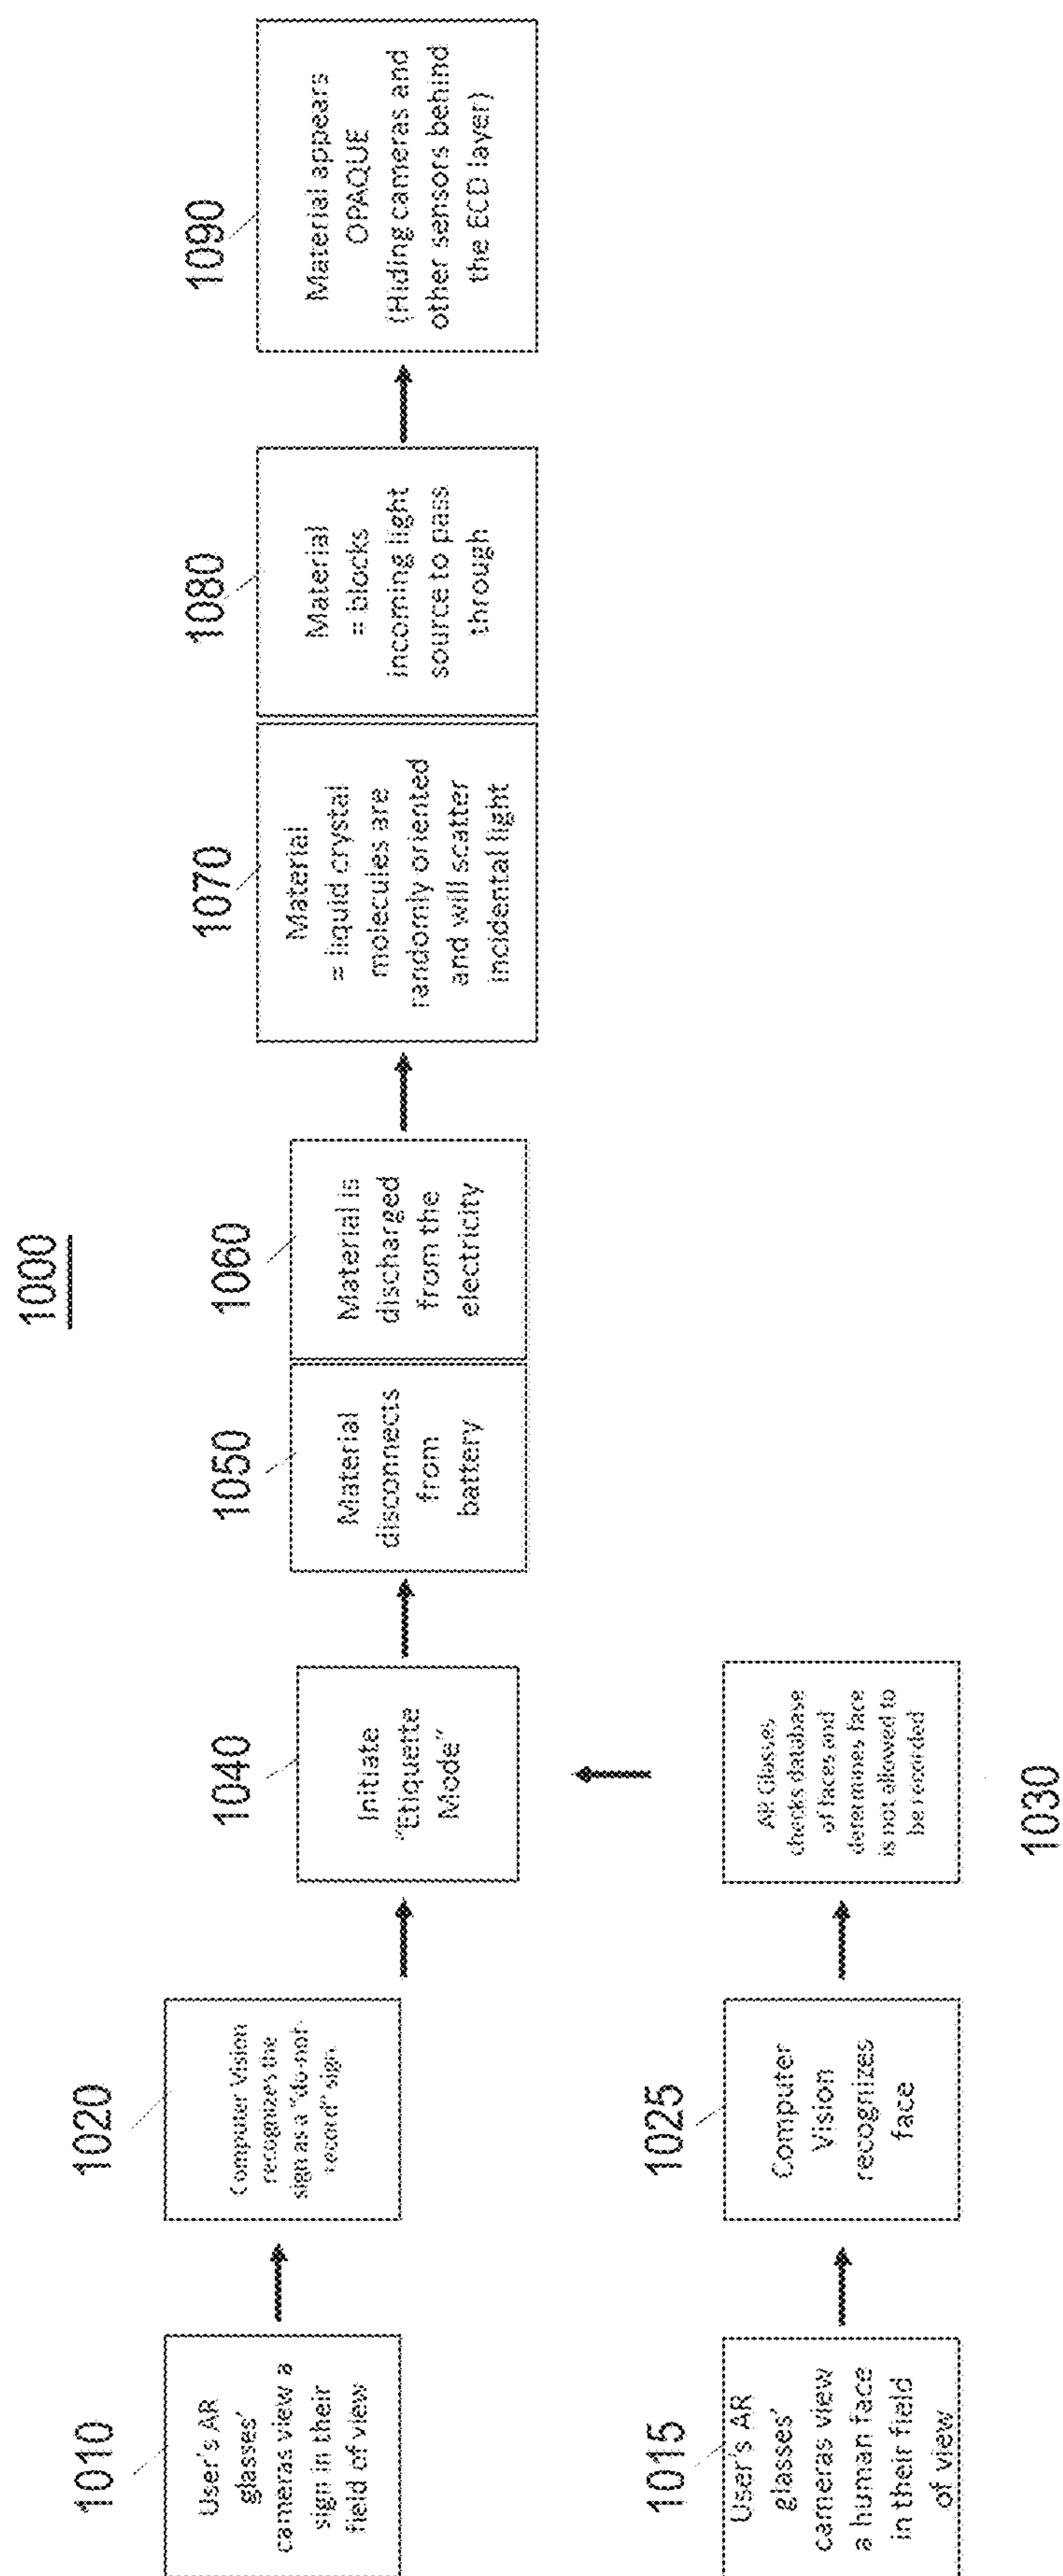 1000
1010
User's AR
glasses'
cameras view a
sign in their
field of view
1020
Computer Vision
recognizes the
sign as a "do-not-
record" sign
1015
User's AR
glasses'
cameras view
a human face
in their field
of view
1025
Computer
Vision
recognizes
face
1030
AR Glasses
checks database
of faces and
determines face
is not allowed to
be recorded
1040
Initiate
"Etiquette
Mode"
1050
Material
disconnects
from
battery
1060
Material is
discharged
from the
electricity
1070
Material
= liquid crystal
molecules are
randomly oriented
and will scatter
incidental light
1080
Material
= blocks
incoming light
source to pass
through
1090
Material appears
OPAQUE
(Hiding cameras and
other sensors behind
the ECD layer)